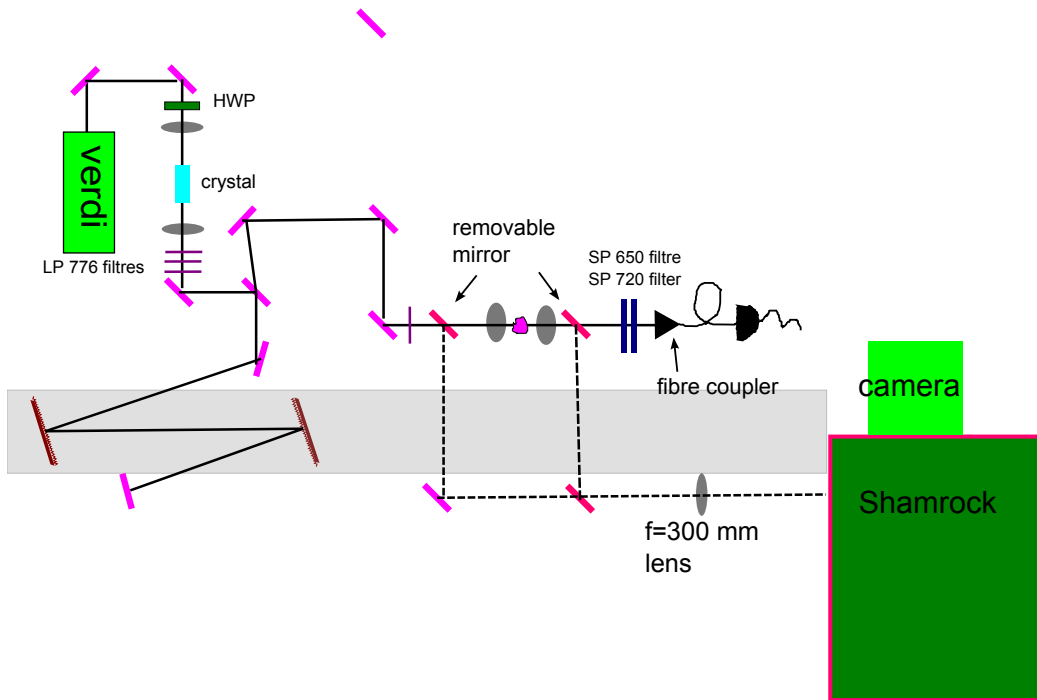 HWP
verdi
crystal
LP 776 filtres
removable
mirror
SP 650 filtre
SP 720 filter
fibre coupler
camera
Shamrock
f=300 mm
lens